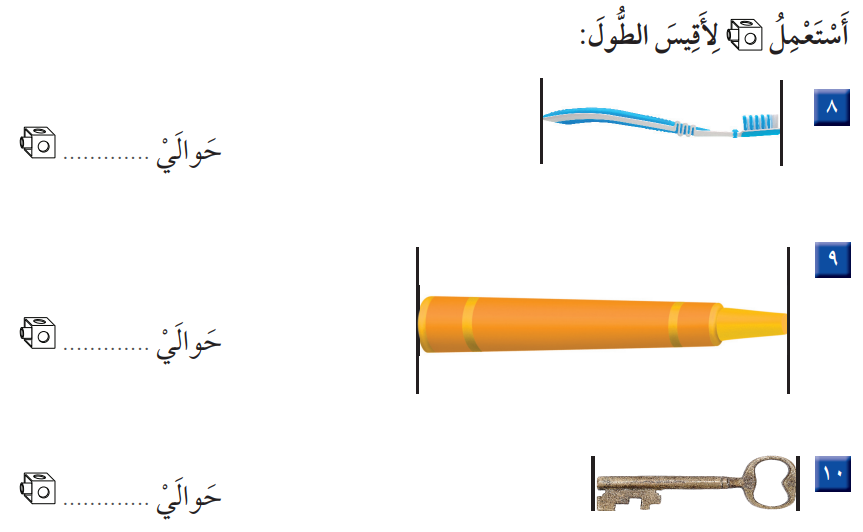 أَسْتَعْمِلُ لِأَقِيسَ الطُّولَ:
٨
حَوالَيْ .............
٩
حَوالَيْ .............
١٠
حَوالَيْ .............